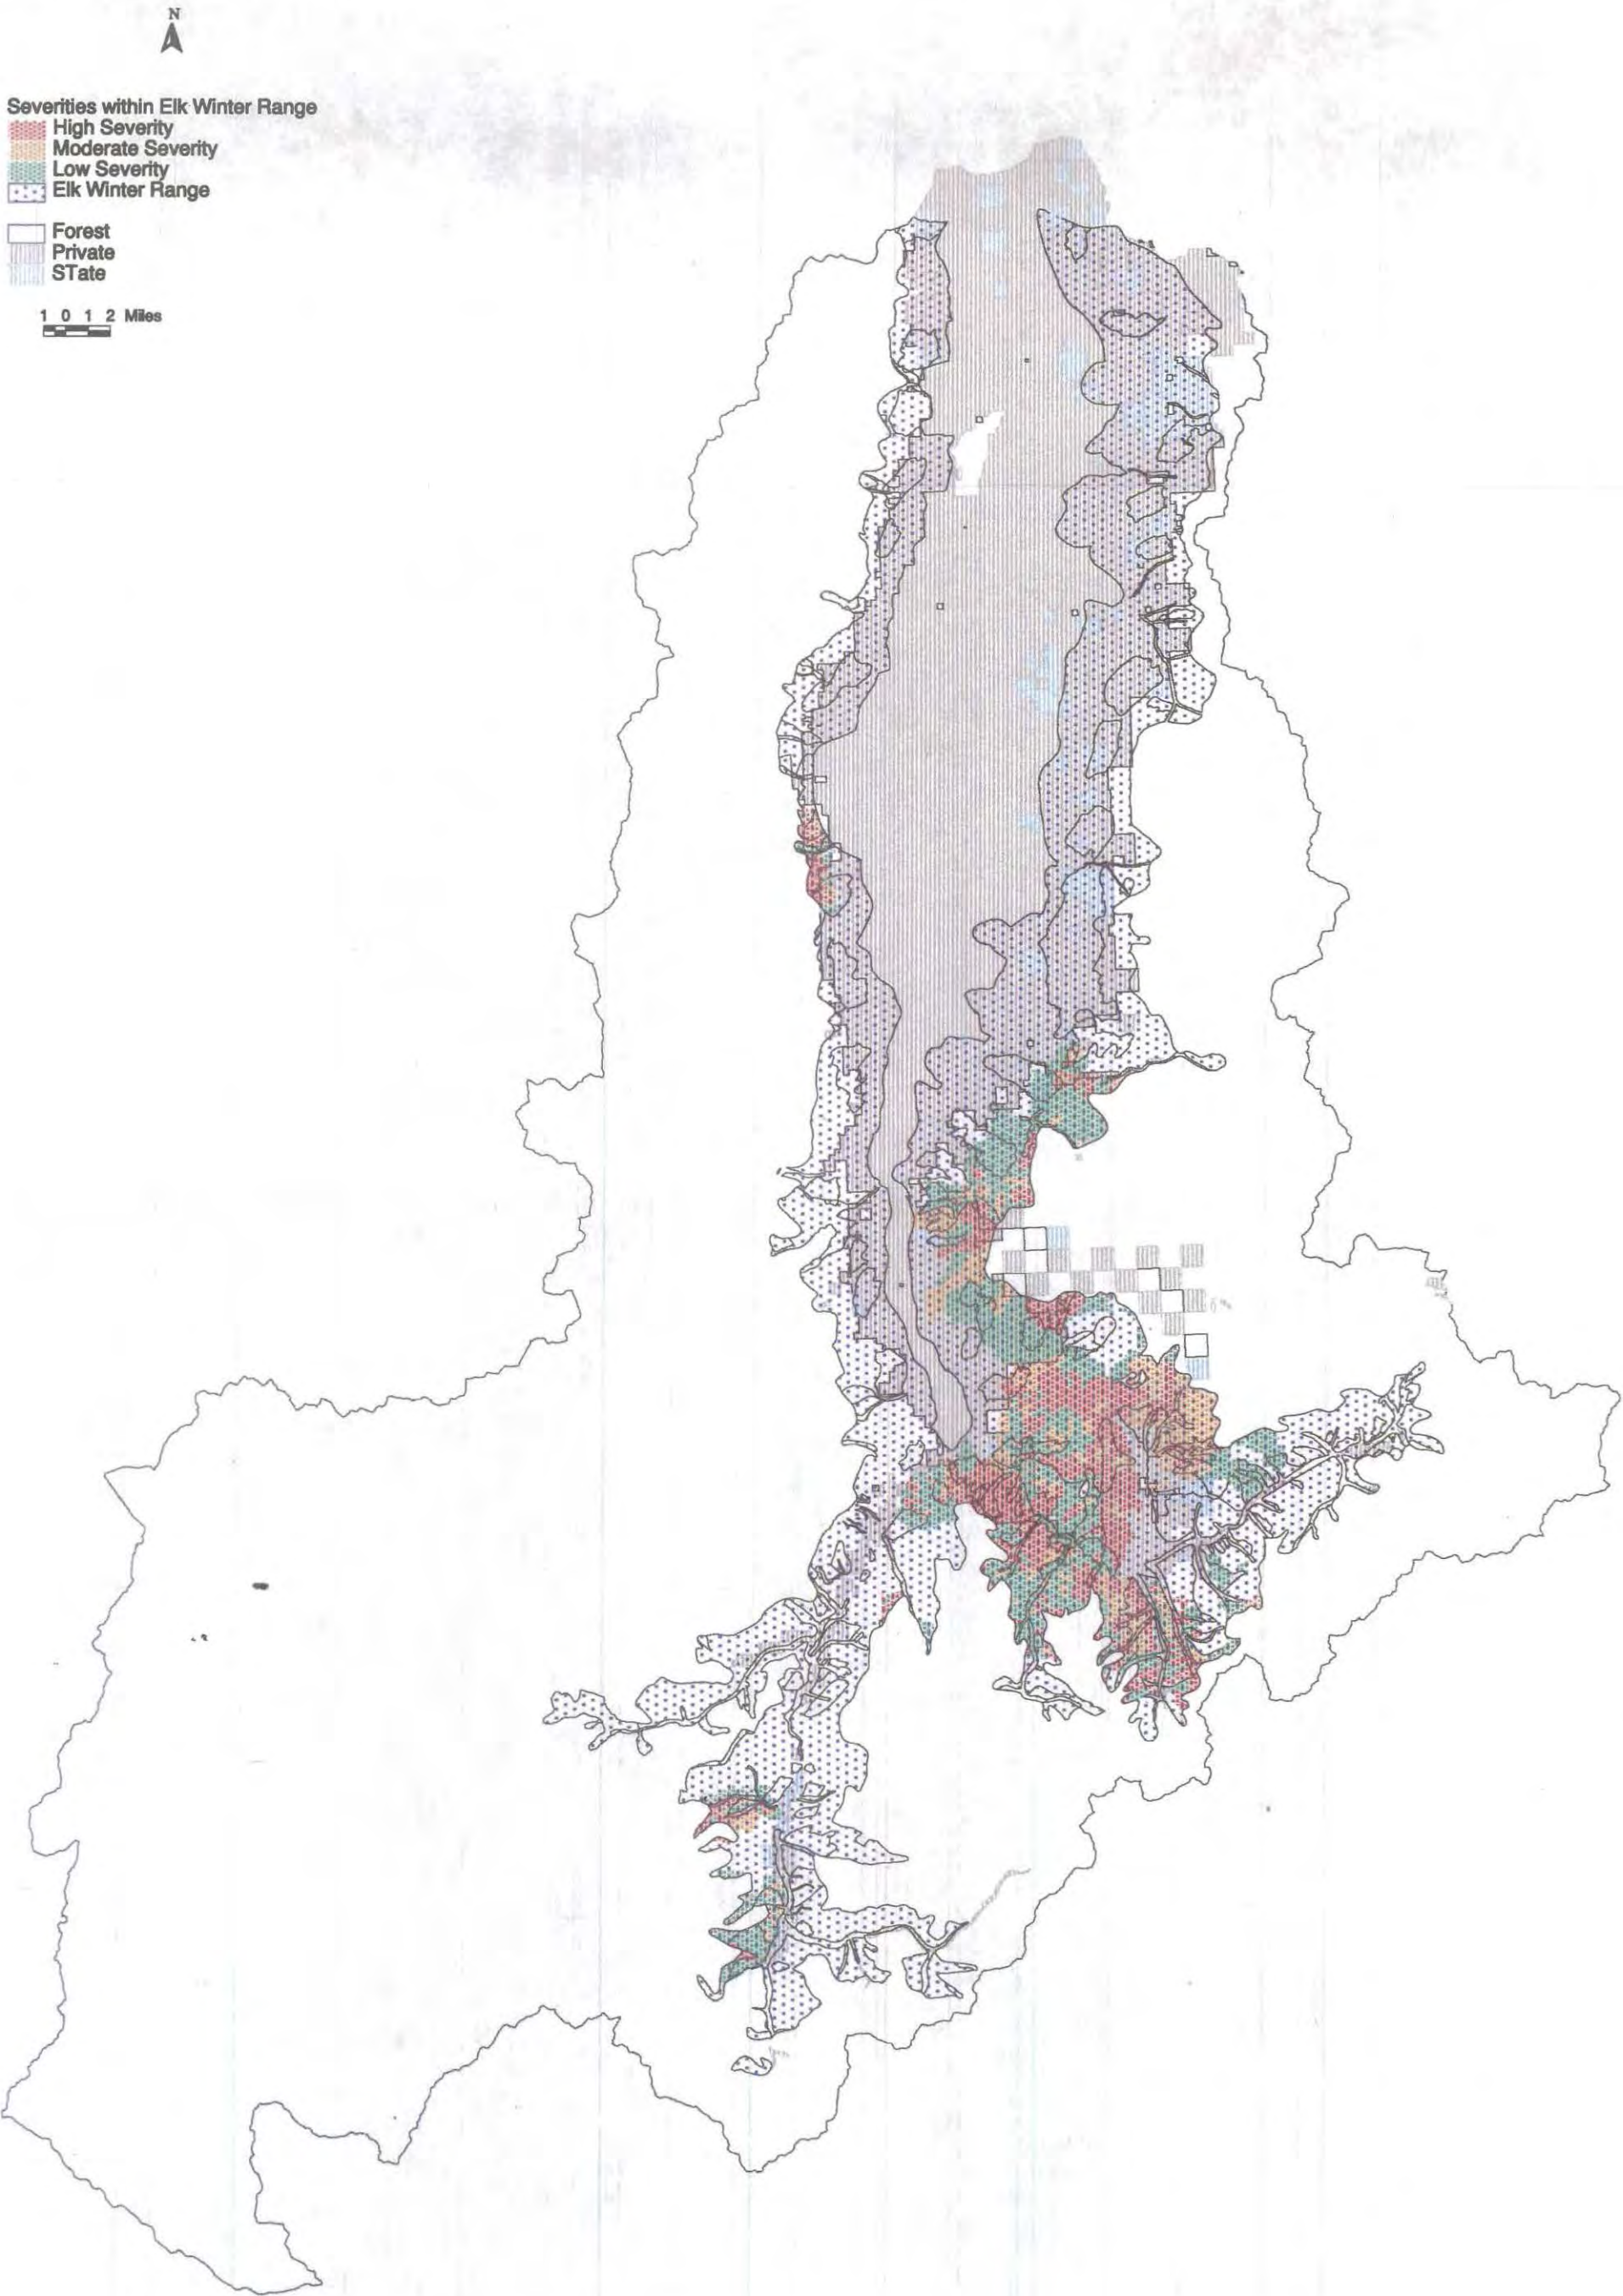 N
Severities within Elk Winter Range
High Severity
Moderate Severity
Low Severity
Elk Winter Range
Forest
Private
STate
1 0 1 2 Miles